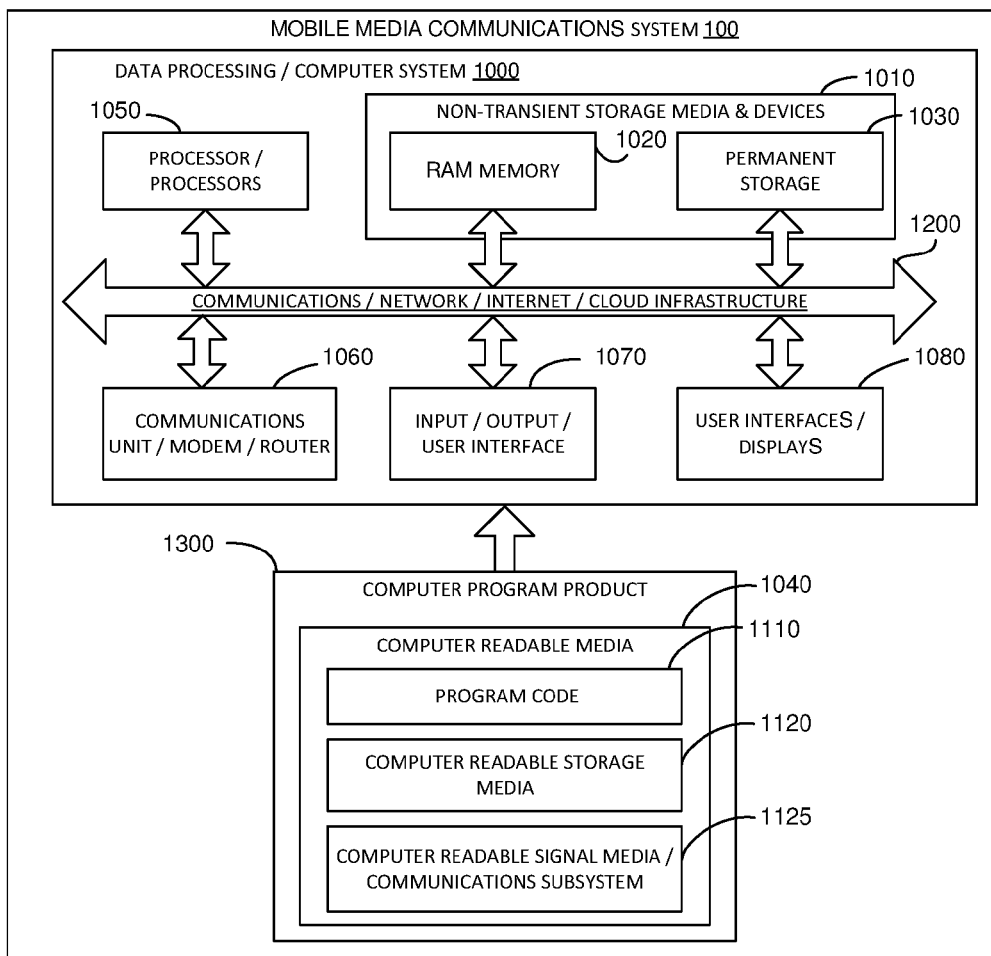 MOBILE MEDIA COMMUNICATIONS SYSTEM 100
DATA PROCESSING / COMPUTER SYSTEM 1000
1010
1050
NON-TRANSIENT STORAGE MEDIA & DEVICES
1020
1030
PROCESSOR /
PROCESSORS
RAM MEMORY
PERMANENT
STORAGE
1200
COMMUNICATIONS / NETWORK / INTERNET / CLOUD INFRASTRUCTURE
1060
1070
1080
COMMUNICATIONS
UNIT / MODEM / ROUTER
INPUT / OUTPUT /
USER INTERFACE
USER INTERFACES /
DISPLAYS
1300
COMPUTER PROGRAM PRODUCT
1040
COMPUTER READABLE MEDIA
1110
PROGRAM CODE
1120
COMPUTER READABLE STORAGE
MEDIA
1125
COMPUTER READABLE SIGNAL MEDIA /
COMMUNICATIONS SUBSYSTEM